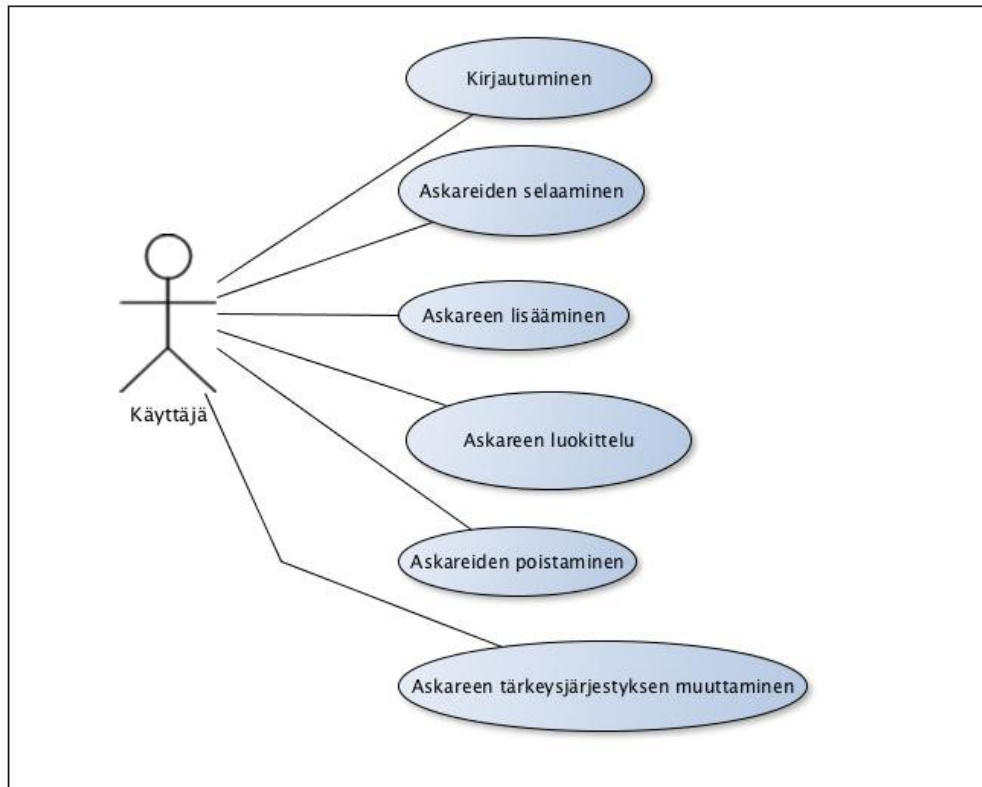 Kirjautuminen
Askareiden selaaminen
Askareen lisääminen
Käyttäjä
Askareen luokittelu
Askareiden poistaminen
Askareen tärkeysjärjestyksen muuttaminen